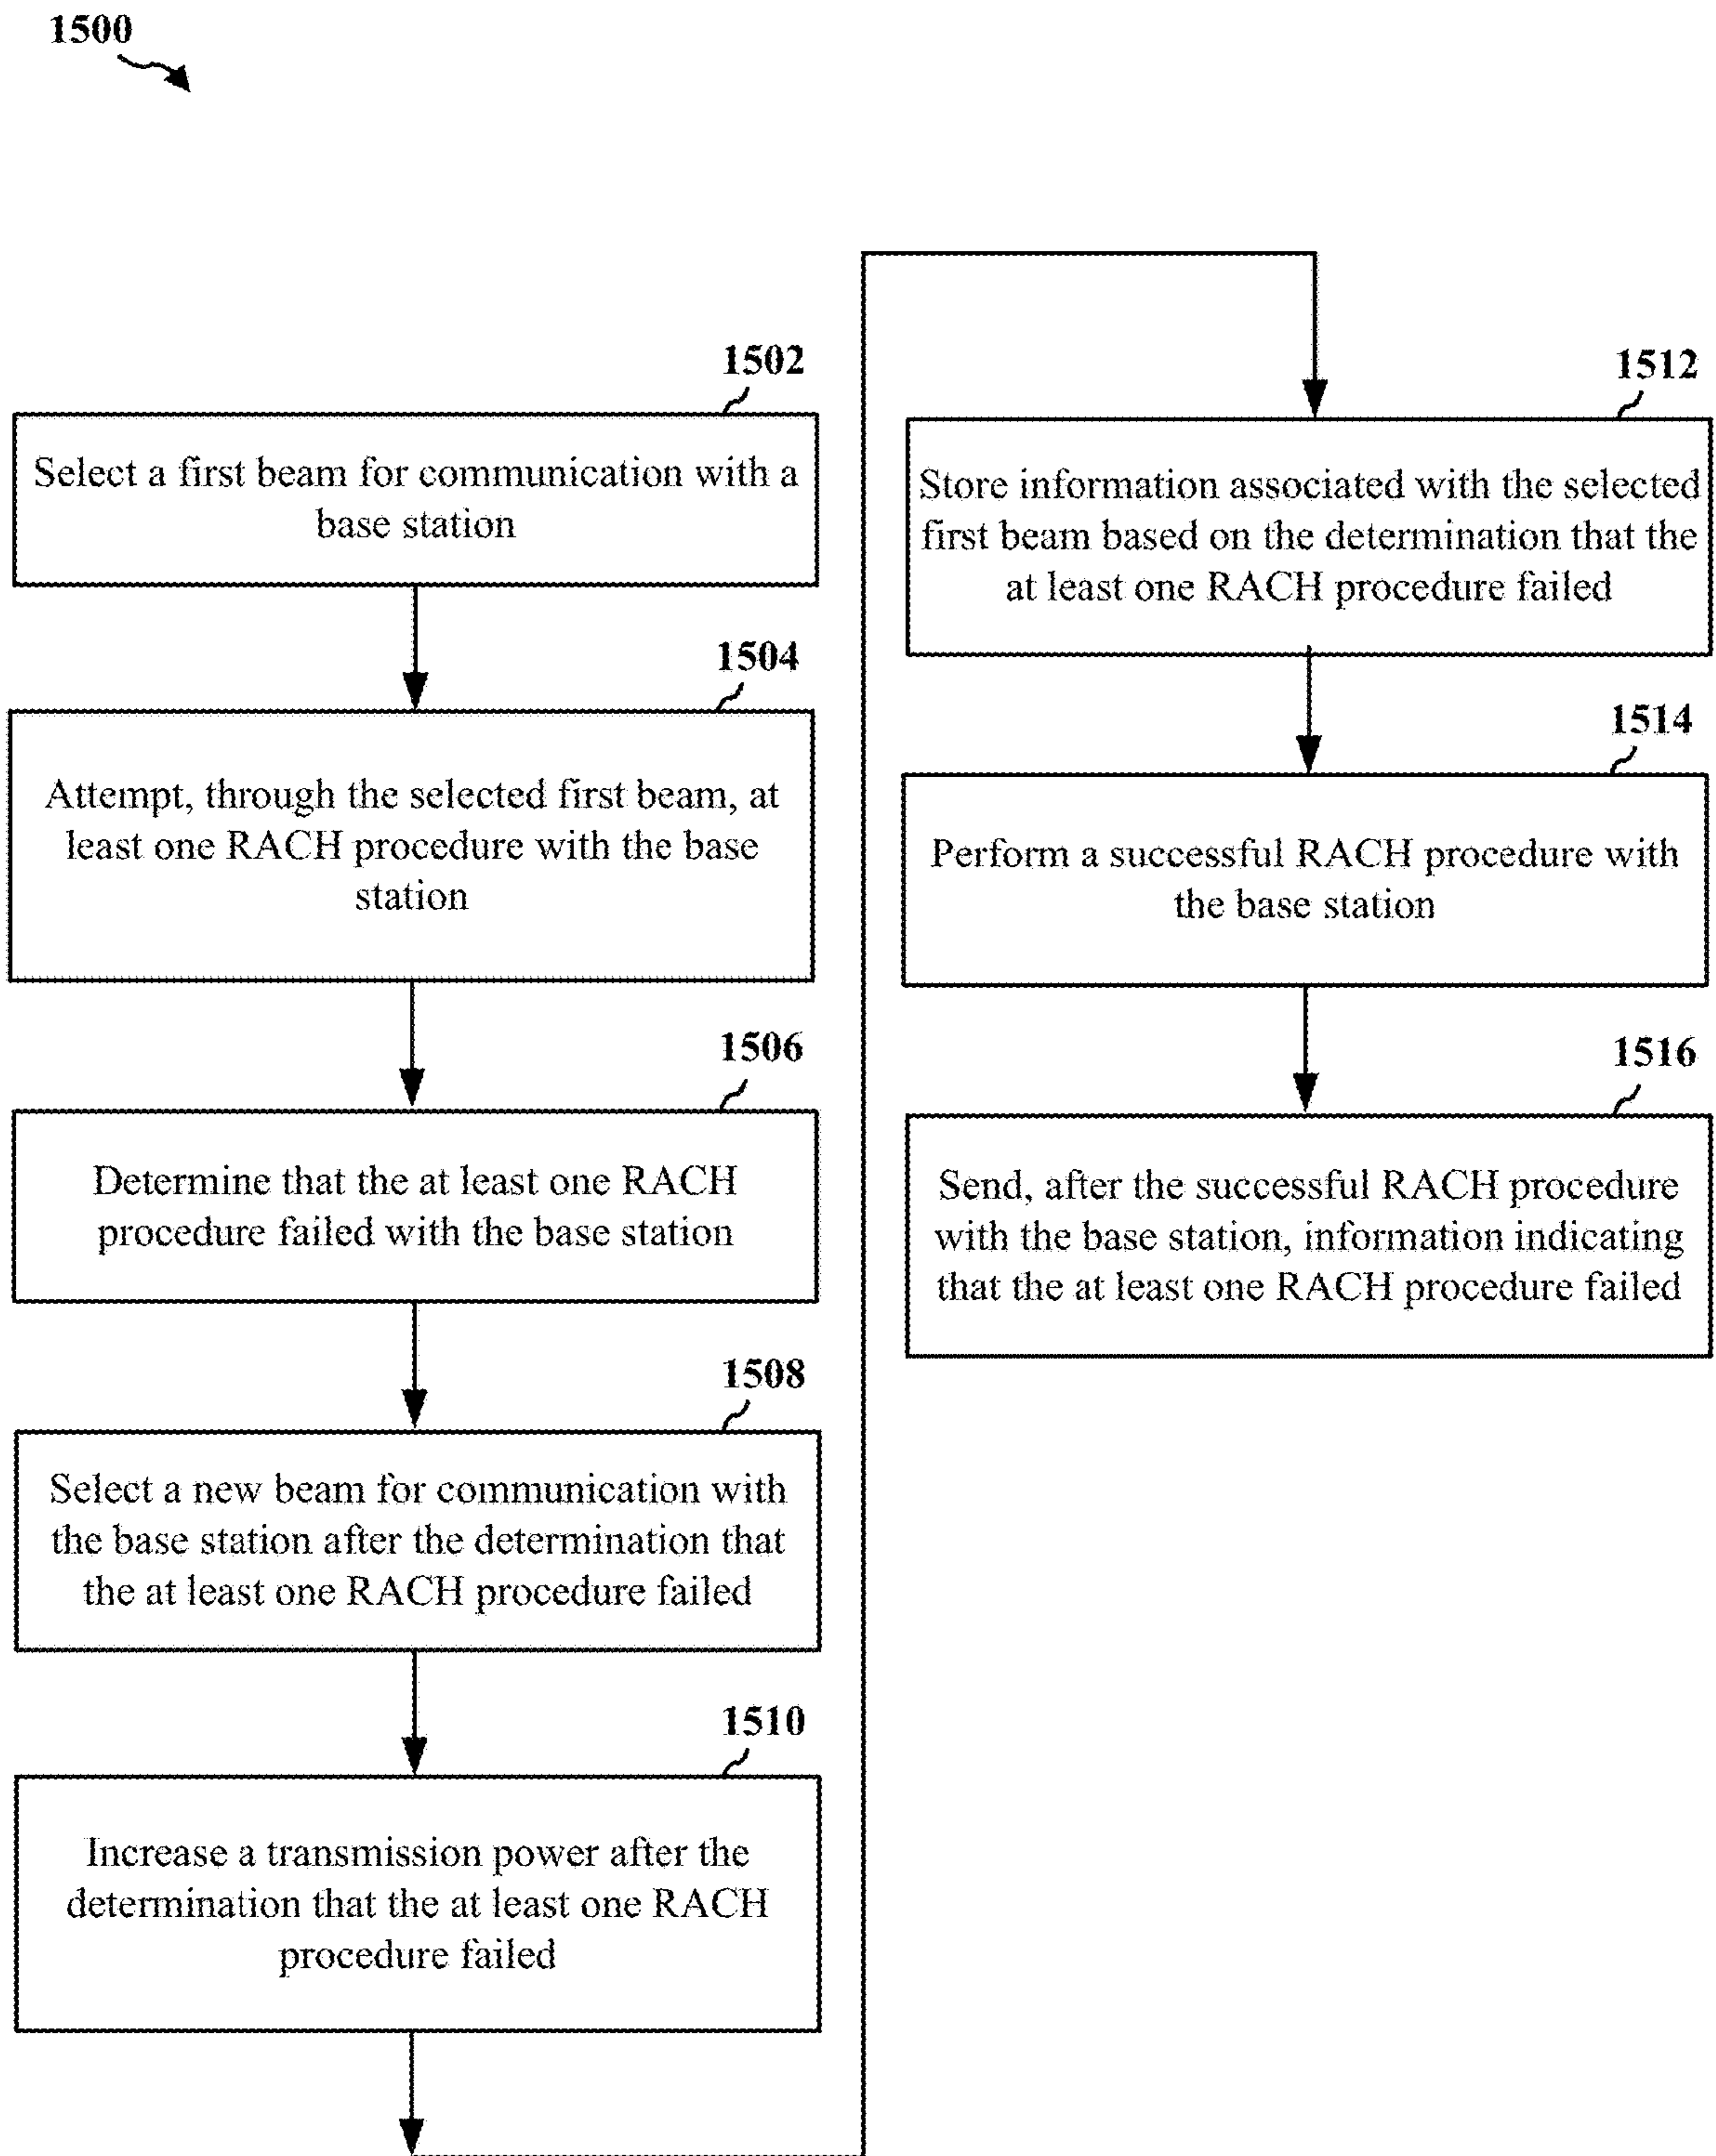 1500
1502
Select a first beam for communication with a
base station
1504
Attempt, through the selected first beam, at
least one RACH procedure with the base
station
1506
Determine that the at least one RACH
procedure failed with the base station
1508
Select a new beam for communication with
the base station after the determination that
the at least one RACH procedure failed
1510
Increase a transmission power after the
determination that the at least one RACH
procedure failed
1512
Store information associated with the selected
first beam based on the determination that the
at least one RACH procedure failed
1514
Perform a successful RACH procedure with
the base station
1516
Send, after the successful RACH procedure
with the base station, information indicating
that the at least one RACH procedure failed